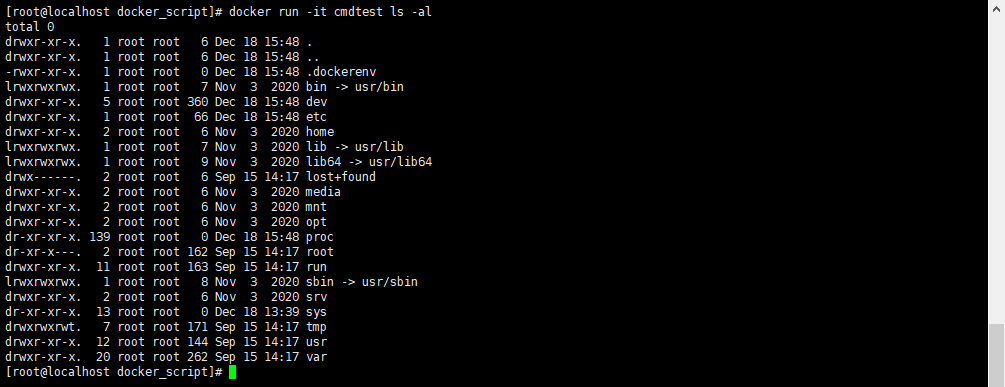 [root@localhost docker_script]# docker run -it cmdtest ls -al
total 0
drwxr-xr-x.   1 root root   6 Dec 18 15:48 .
drwxr-xr-x.   1 root root   6 Dec 18 15:48 ..
-rwxr-xr-x.   1 root root   0 Dec 18 15:48 .dockerenv
lrwxrwxrwx.   1 root root   7 Nov  3  2020 bin -> usr/bin
drwxr-xr-x.   5 root root 360 Dec 18 15:48 dev
drwxr-xr-x.   1 root root  66 Dec 18 15:48 etc
drwxr-xr-x.   2 root root   6 Nov  3  2020 home
lrwxrwxrwx.   1 root root   7 Nov  3  2020 lib -> usr/lib
lrwxrwxrwx.   1 root root   9 Nov  3  2020 lib64 -> usr/lib64
drwx------.   2 root root   6 Sep 15 14:17 lost+found
drwxr-xr-x.   2 root root   6 Nov  3  2020 media
drwxr-xr-x.   2 root root   6 Nov  3  2020 mnt
drwxr-xr-x.   2 root root   6 Nov  3  2020 opt
dr-xr-xr-x. 139 root root   0 Dec 18 15:48 proc
dr-xr-x---.   2 root root 162 Sep 15 14:17 root
drwxr-xr-x.  11 root root 163 Sep 15 14:17 run
lrwxrwxrwx.   1 root root   8 Nov  3  2020 sbin -> usr/sbin
drwxr-xr-x.   2 root root   6 Nov  3  2020 srv
dr-xr-xr-x.  13 root root   0 Dec 18 13:39 sys
drwxrwxrwt.   7 root root 171 Sep 15 14:17 tmp
drwxr-xr-x.  12 root root 144 Sep 15 14:17 usr
drwxr-xr-x.  20 root root 262 Sep 15 14:17 var
[root@localhost docker_script]#